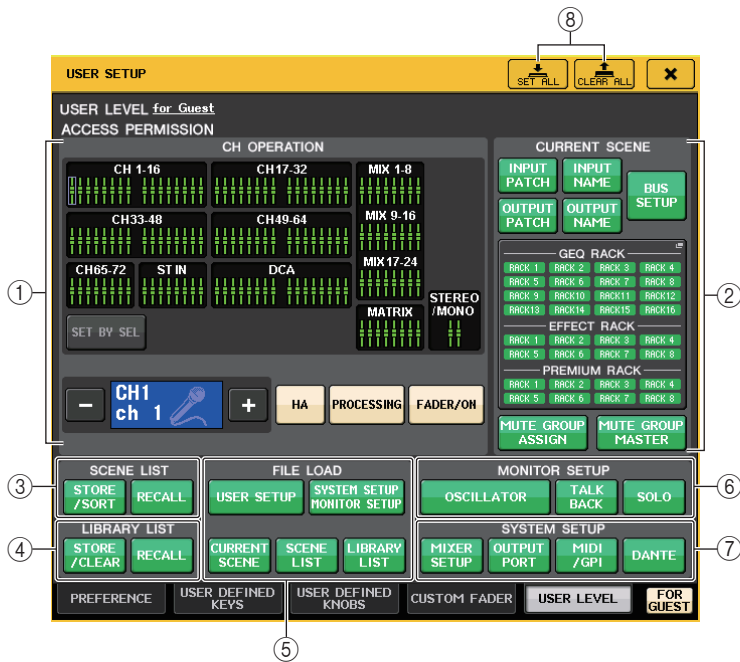 ⑧
USER SETUP
SET ALL
CLEAR ALL
USER LEVEL for Guest
ACCESS PERMISSION
CH OPERATION
CH 1-16
CH17-32
MIX 1-8
CH33-48
CH49-64
MIX 9-16
CH65-72
ST IN
DCA
MIX17-24
STEREO
/MONO
MATRIX
SET BY SEL
①
−
CH1
ch 1
+
HA
PROCESSING
FADER/ON
CURRENT SCENE
INPUT
PATCH
INPUT
NAME
BUS
SETUP
OUTPUT
PATCH
OUTPUT
NAME
GEQ RACK
RACK 1 RACK 2 RACK 3 RACK 4
RACK 5 RACK 6 RACK 7 RACK 8
RACK 9 RACK10 RACK11 RACK12
RACK13 RACK14 RACK15 RACK16
EFFECT RACK
RACK 1 RACK 2 RACK 3 RACK 4
RACK 5 RACK 6 RACK 7 RACK 8
PREMIUM RACK
RACK 1 RACK 2 RACK 3 RACK 4
RACK 5 RACK 6 RACK 7 RACK 8
MUTE GROUP
ASSIGN
MUTE GROUP
MASTER
②
③
SCENE LIST
STORE
/SORT
RECALL
FILE LOAD
USER SETUP
SYSTEM SETUP
MONITOR SETUP
MONITOR SETUP
OSCILLATOR
TALK
BACK
SOLO
⑥
④
LIBRARY LIST
STORE
/CLEAR
RECALL
CURRENT
SCENE
SCENE
LIST
LIBRARY
LIST
SYSTEM SETUP
MIXER
SETUP
OUTPUT
PORT
MIDI
/GPI
DANTE
⑦
PREFERENCE
USER DEFINED
KEYS
USER DEFINED
KNOBS
CUSTOM FADER
USER LEVEL
FOR
GUEST
⑤